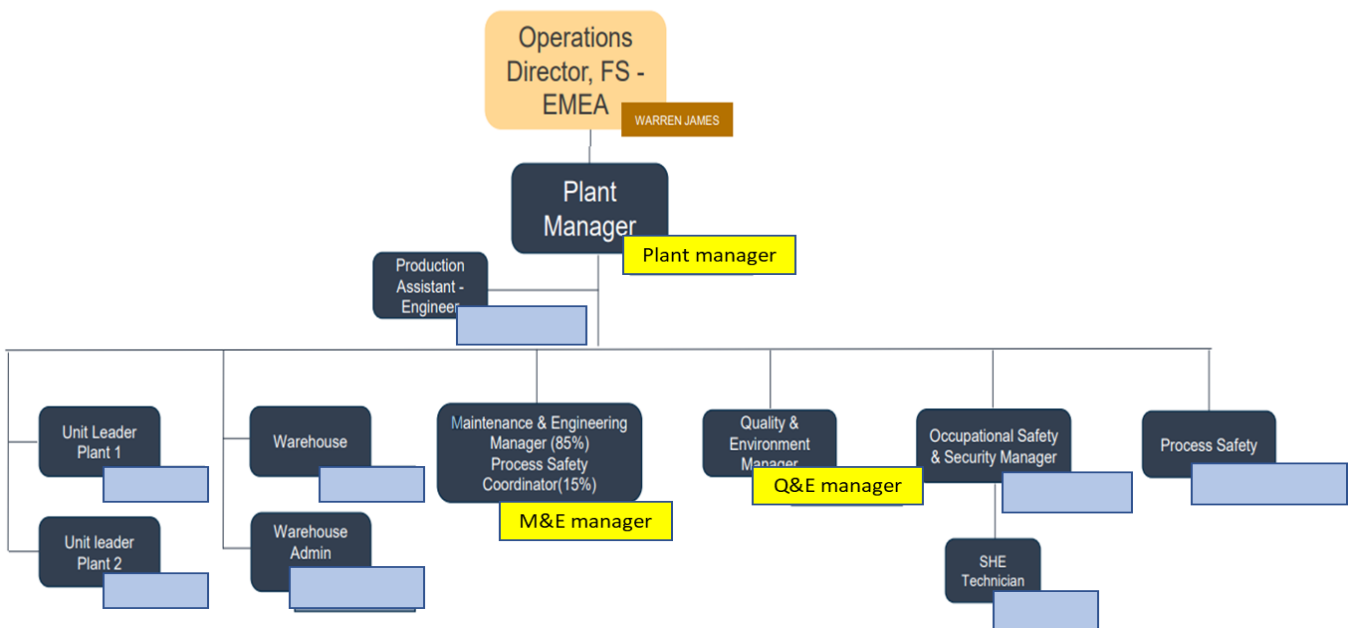 Operations
Director, FS -
EMEA
WARREN JAMES
Plant
Manager
Plant manager
Production
Assistant -
Engineer
Unit Leader
Plant 1
Warehouse
Maintenance & Engineering
Manager (85%)
Process Safety
Coordinator(15%)
M&E manager
Quality &
Environment
Manager
Q&E manager
Occupational Safety
& Security Manager
Process Safety
Unit leader
Plant 2
Warehouse
Admin
SHE
Technician